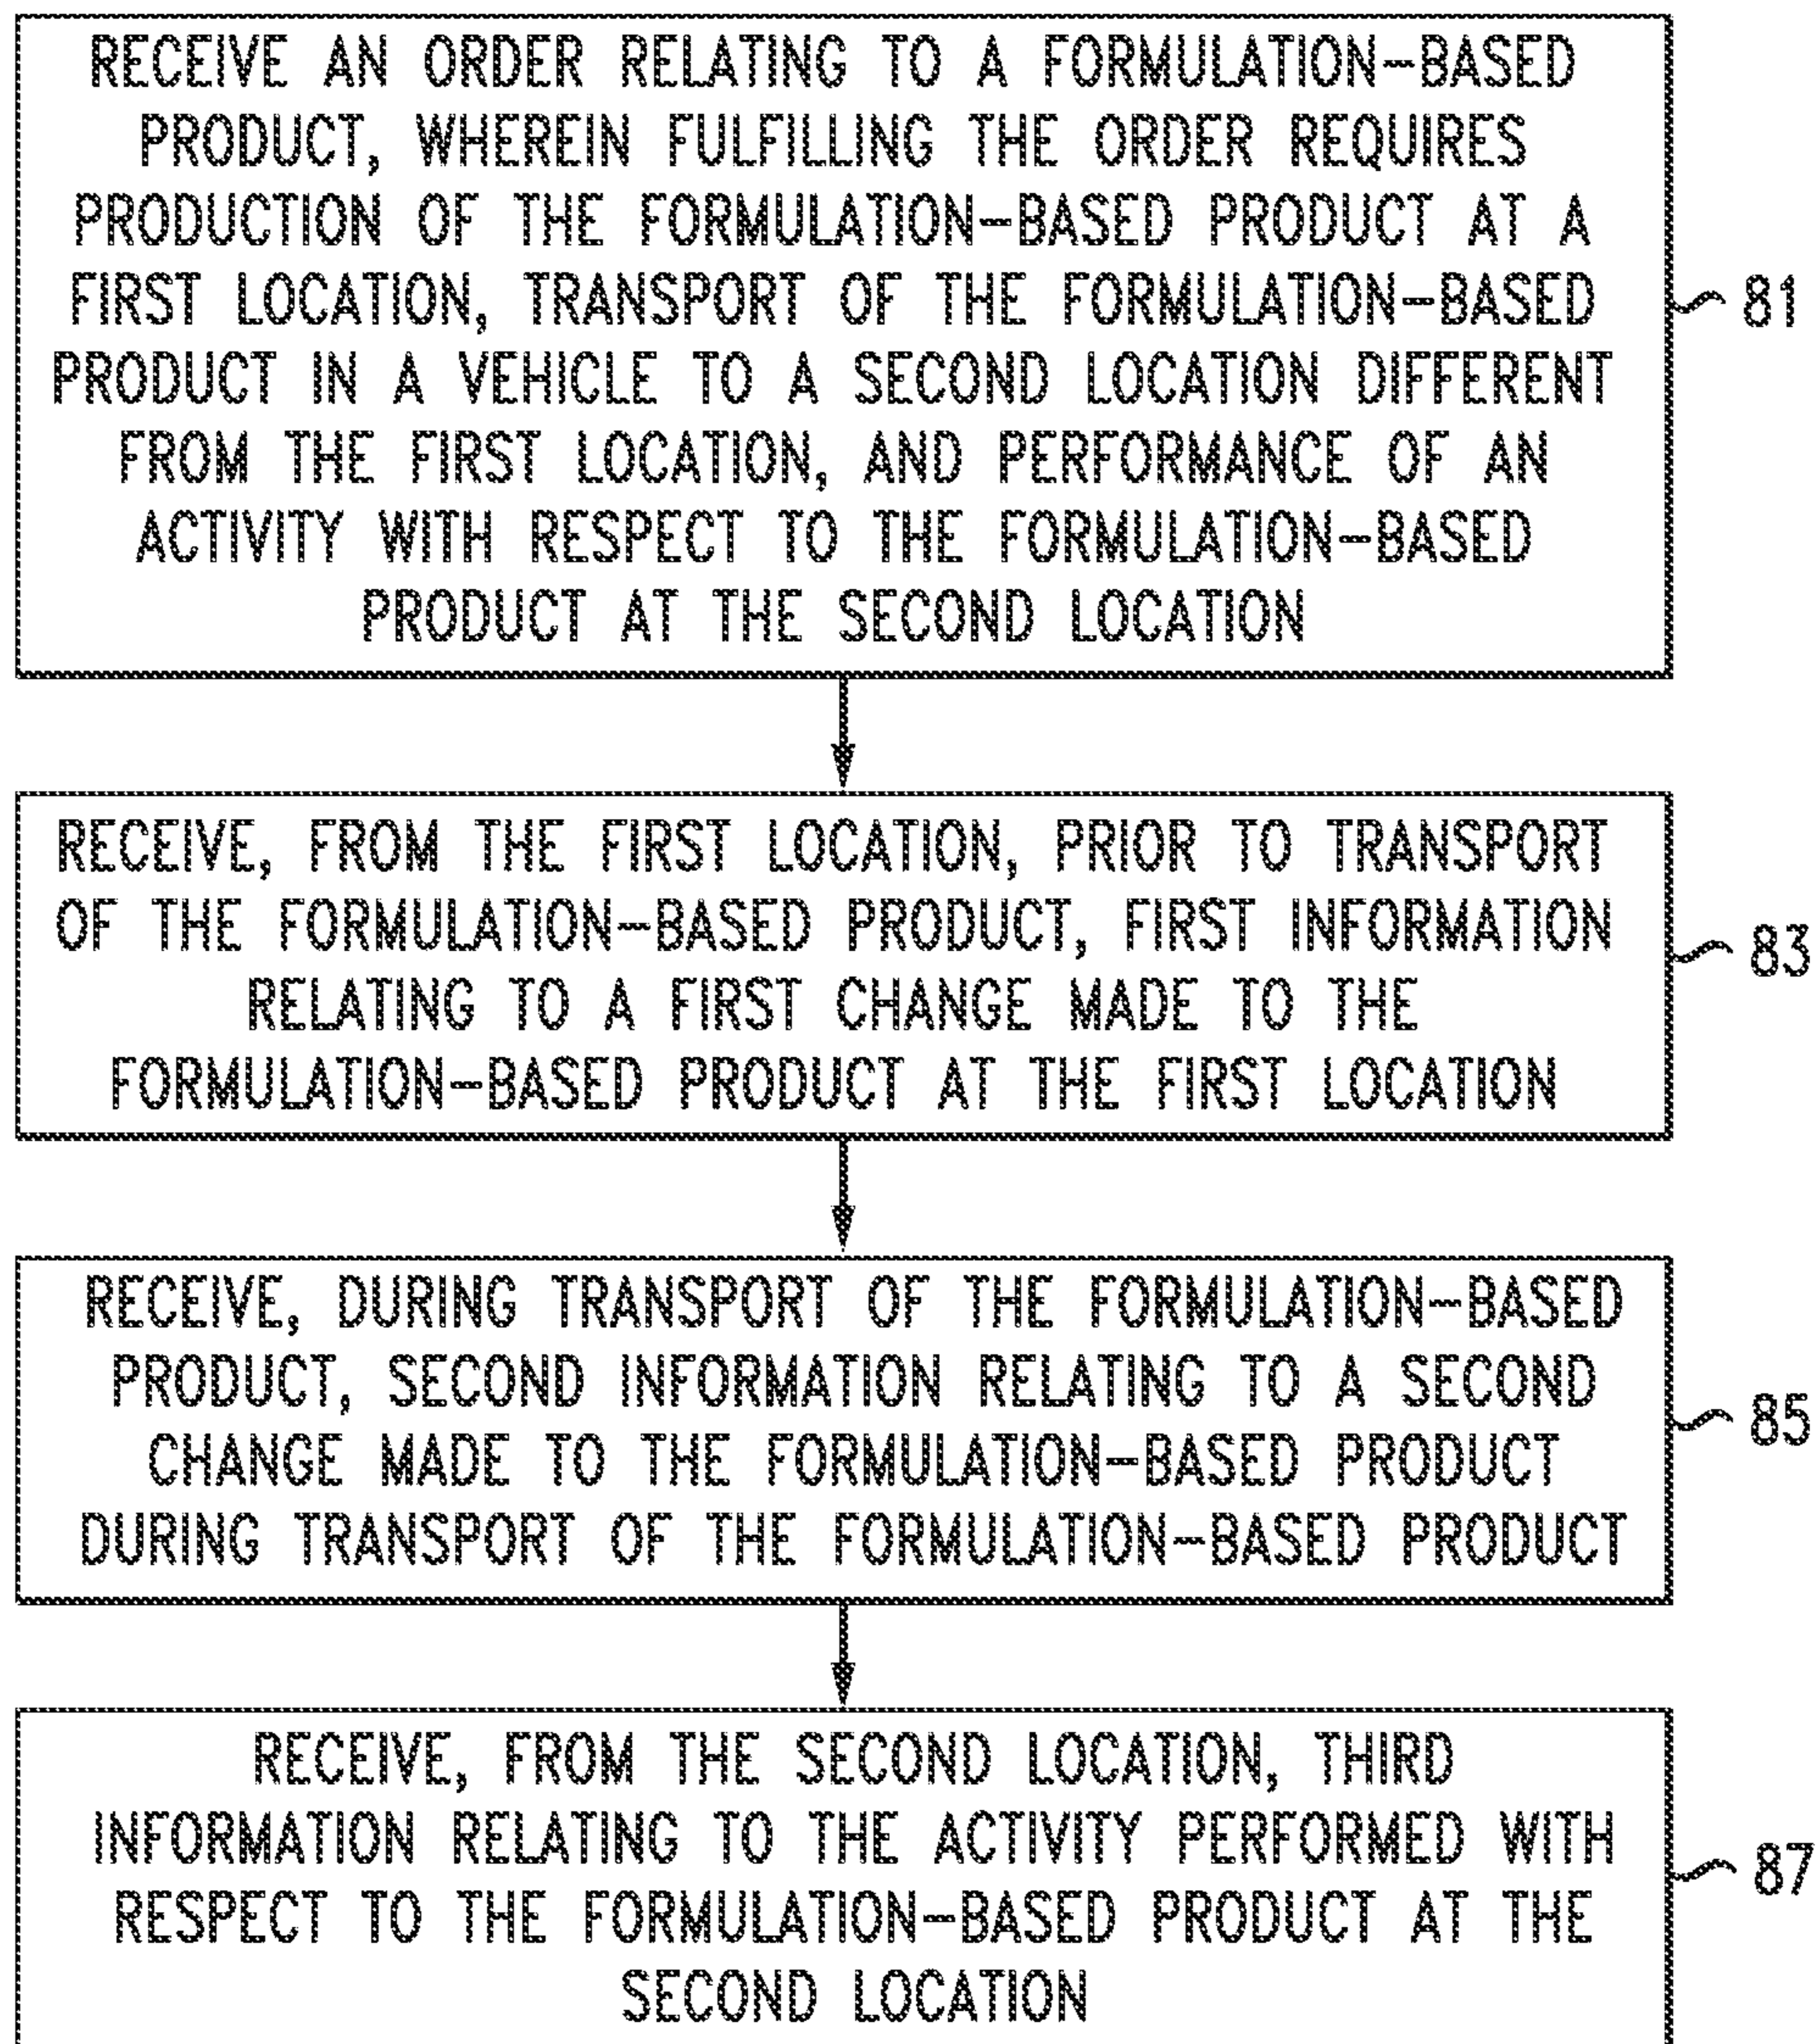 RECEIVE AN ORDER RELATING TO A FORMULATION-BASED
PRODUCT, WHEREIN FULFILLING THE ORDER REQUIRES
PRODUCTION OF THE FORMULATION-BASED PRODUCT AT A
FIRST LOCATION, TRANSPORT OF THE FORMULATION-BASED
PRODUCT IN A VEHICLE TO A SECOND LOCATION DIFFERENT
FROM THE FIRST LOCATION, AND PERFORMANCE OF AN
ACTIVITY WITH RESPECT TO THE FORMULATION-BASED
PRODUCT AT THE SECOND LOCATION
81
RECEIVE, FROM THE FIRST LOCATION, PRIOR TO TRANSPORT
OF THE FORMULATION-BASED PRODUCT, FIRST INFORMATION
RELATING TO A FIRST CHANGE MADE TO THE
FORMULATION-BASED PRODUCT AT THE FIRST LOCATION
83
RECEIVE, DURING TRANSPORT OF THE FORMULATION-BASED
PRODUCT, SECOND INFORMATION RELATING TO A SECOND
CHANGE MADE TO THE FORMULATION-BASED PRODUCT
DURING TRANSPORT OF THE FORMULATION-BASED PRODUCT
85
RECEIVE, FROM THE SECOND LOCATION, THIRD
INFORMATION RELATING TO THE ACTIVITY PERFORMED WITH
RESPECT TO THE FORMULATION-BASED PRODUCT AT THE
SECOND LOCATION
87